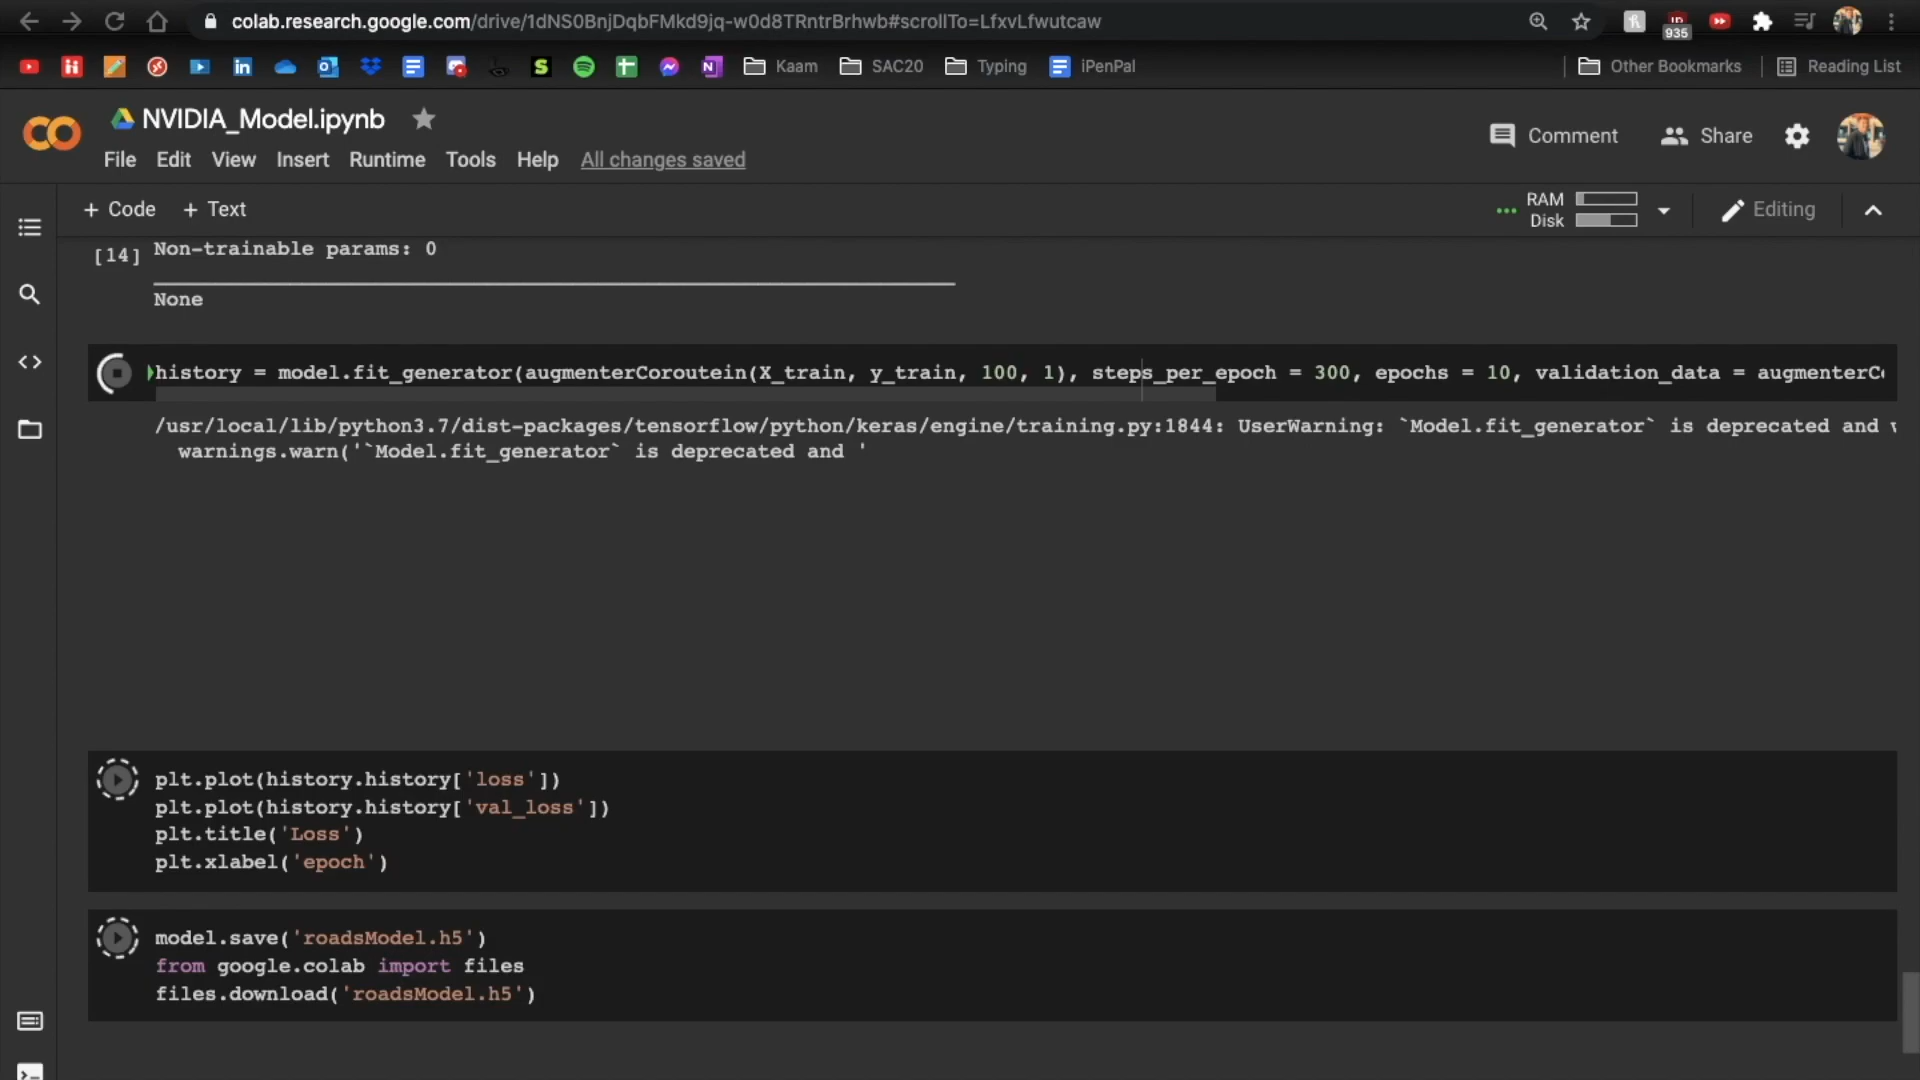 colab.research.google.com/drive/1dNS0BnjDqbFMkd9jq-w0d8TRntrBrhwb#scrollTo=LfxvLfwutcaw
935
Kaam
SAC20
Typing
iPenPal
Other Bookmarks
Reading List
NVIDIA_Model.ipynb
Comment
Share
File Edit View Insert Runtime Tools Help All changes saved
+ Code + Text
RAM
Disk
Editing
[14]
Non-trainable params: 0
None
history = model.fit_generator(augmenterCoroutein(X_train, y_train, 100, 1), steps_per_epoch = 300, epochs = 10, validation_data = augmenterC
/usr/local/lib/python3.7/dist-packages/tensorflow/python/keras/engine/training.py:1844: UserWarning: `Model.fit_generator` is deprecated and
warnings.warn('`Model.fit_generator` is deprecated and '
plt.plot(history.history['loss'])
plt.plot(history.history['val_loss'])
plt.title('Loss')
plt.xlabel('epoch')
model.save('roadsModel.h5')
from google.colab import files
files.download('roadsModel.h5')